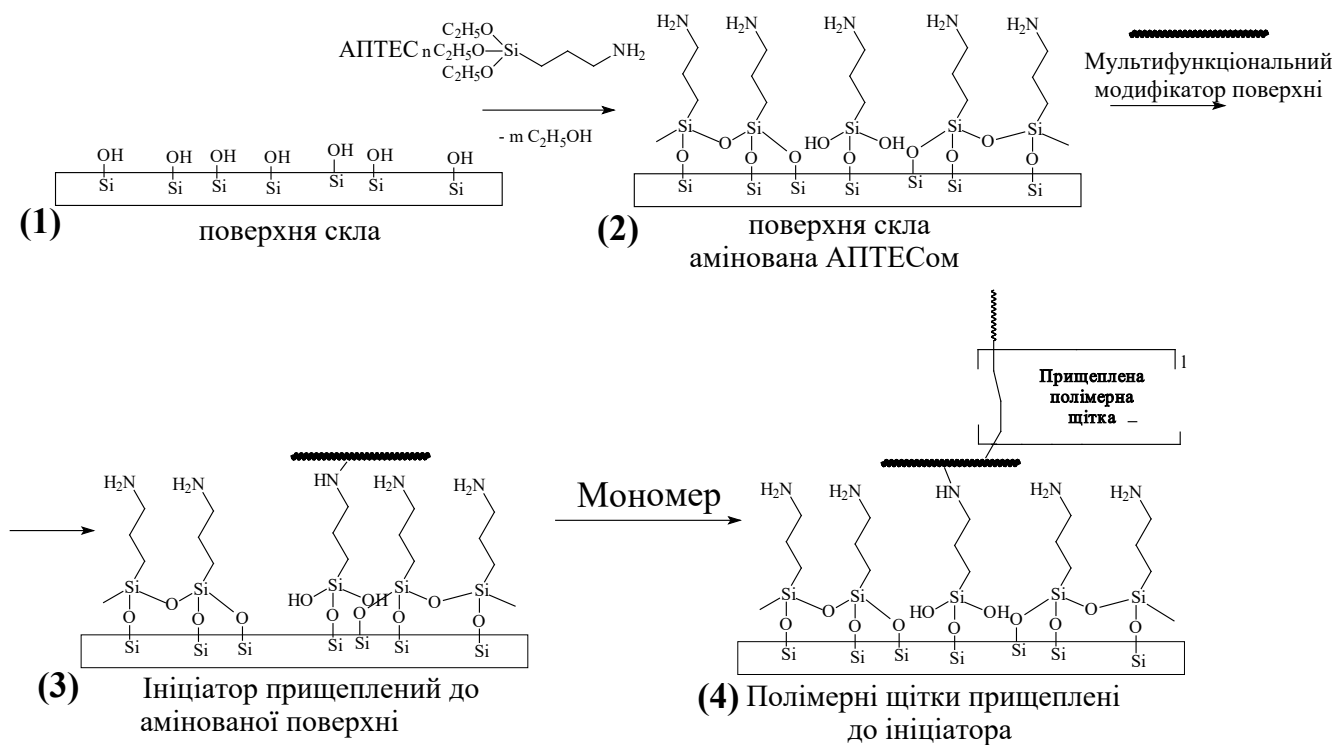 АПТЕС n
C₂H₅O
C₂H₅O
C₂H₅O
Si
NH₂
- m C₂H₅OH
OH OH OH OH OH OH OH
Si Si Si Si Si Si Si
(1)
поверхня скла
H₂N H₂N H₂N H₂N H₂N
Si Si Si Si Si
O HO OH O
O O O O O O O
Si Si Si Si Si Si Si
(2)
поверхня скла
амінована АПТЕСом
Мультифункціональний
модифікатор поверхні
H₂N H₂N HN H₂N H₂N
Si Si Si Si Si
O HO OH O
O O O O O O O
Si Si Si Si Si Si Si
(3)
Ініціатор прищеплений до
амінованої поверхні
Мономер
Прищеплена
полімерна
щітка
l
H₂N H₂N HN H₂N H₂N
Si Si Si Si Si
O HO OH O
O O O O O O O
Si Si Si Si Si Si Si
(4)
Полімерні щітки прищеплені
до ініціатора